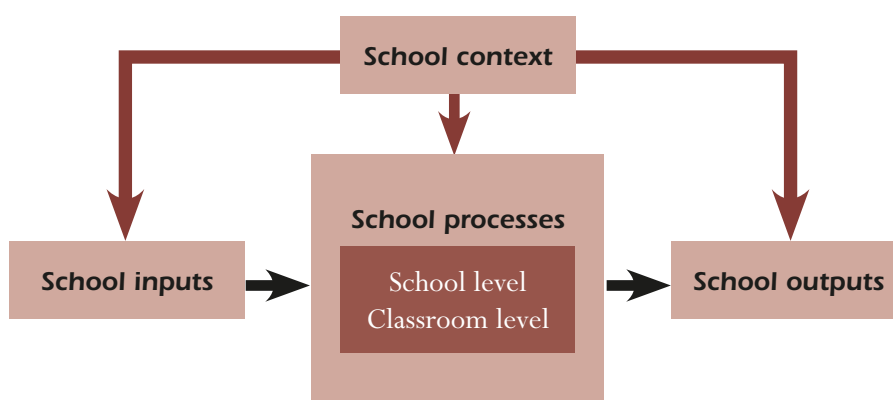 School context
School processes
School level
Classroom level
School inputs
School outputs